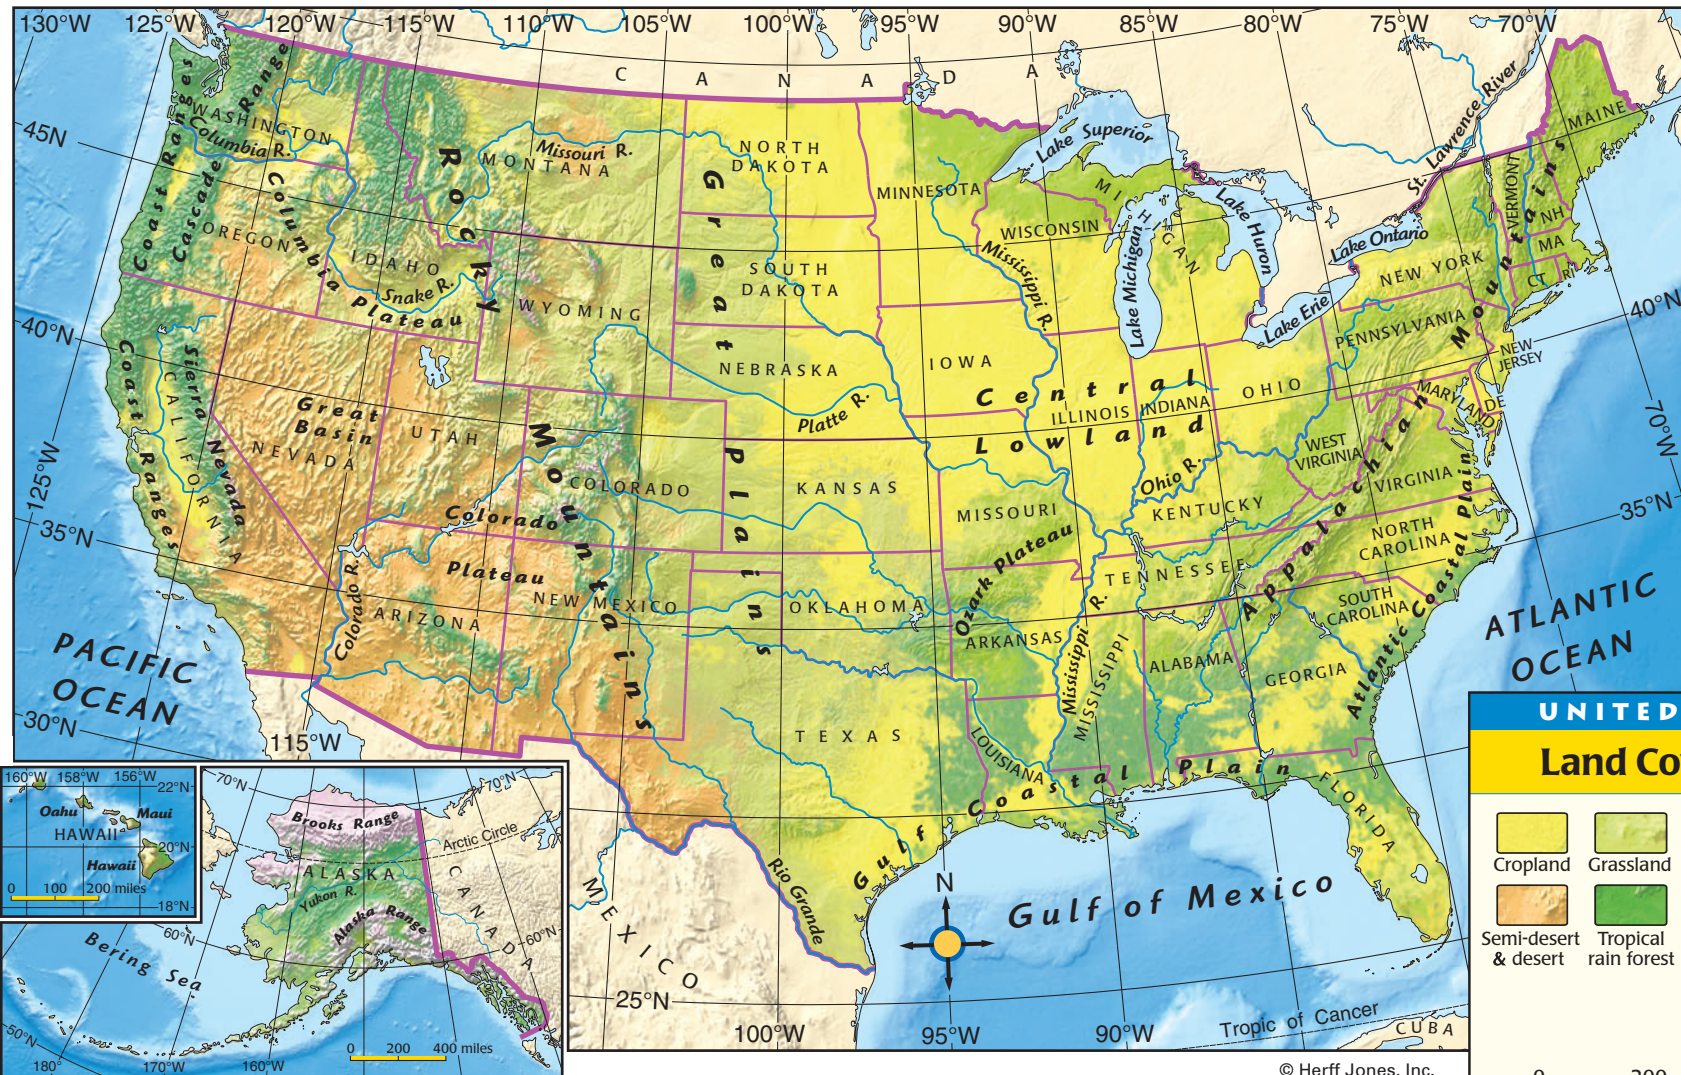 130°W 125°W 120°W 115°W 110°W 105°W 100°W 95°W 90°W 85°W 80°W 75°W 70°W
C A N A D A
45°N
40°N
125°W
35°N
30°N
115°W
40°N
70°W
35°N
25°N
100°W 95°W 90°W
WASHINGTON
Columbia R.
Coast Ranges
Cascade Range
OREGON
Columbia Plateau
IDAHO
Snake R.
MONTANA
Missouri R.
Rocky Mountains
WYOMING
NORTH
DAKOTA
SOUTH
DAKOTA
Great Plains
NEBRASKA
Platte R.
KANSAS
MINNESOTA
WISCONSIN
MICHIGAN
Lake Superior
Lake Michigan
Lake Huron
Lake Erie
Lake Ontario
St. Lawrence River
Mississippi R.
IOWA
Central
Lowland
ILLINOIS
INDIANA
OHIO
Ohio R.
MAINE
VERMONT
NH
MA
CT
RI
NEW YORK
PENNSYLVANIA
NEW
JERSEY
MARYLAND
DE
WEST
VIRGINIA
VIRGINIA
KENTUCKY
Appalachian Mountains
NORTH
CAROLINA
SOUTH
CAROLINA
TENNESSEE
GEORGIA
ALABAMA
MISSISSIPPI
Mississippi R.
Atlantic Coastal Plain
MISSOURI
Ozark Plateau
ARKANSAS
LOUISIANA
FLORIDA
Gulf Coastal Plain
OKLAHOMA
TEXAS
Rio Grande
Coast Ranges
Sierra Nevada
CALIFORNIA
NEVADA
Great
Basin
UTAH
COLORADO
Colorado
Plateau
Colorapo R.
ARIZONA
NEW MEXICO
MEXICO
PACIFIC
OCEAN
ATLANTIC
OCEAN
Gulf of Mexico
N
Tropic of Cancer
CUBA
160°W 158°W 156°W
22°N
20°N
18°N
Oahu
Maui
HAWAII
Hawaii
0 100 200 miles
70°N
70°N
Brooks Range
Arctic Circle
ALASKA
Yukon R.
Alaska Range
CANADA
Bering Sea
60°N
60°N
50°N
180°
170°W
160°W
0 200 400 miles
UNITED
Land Co
Cropland
Grassland
Semi-desert
& desert
Tropical
rain forest
© Herff Jones, Inc.